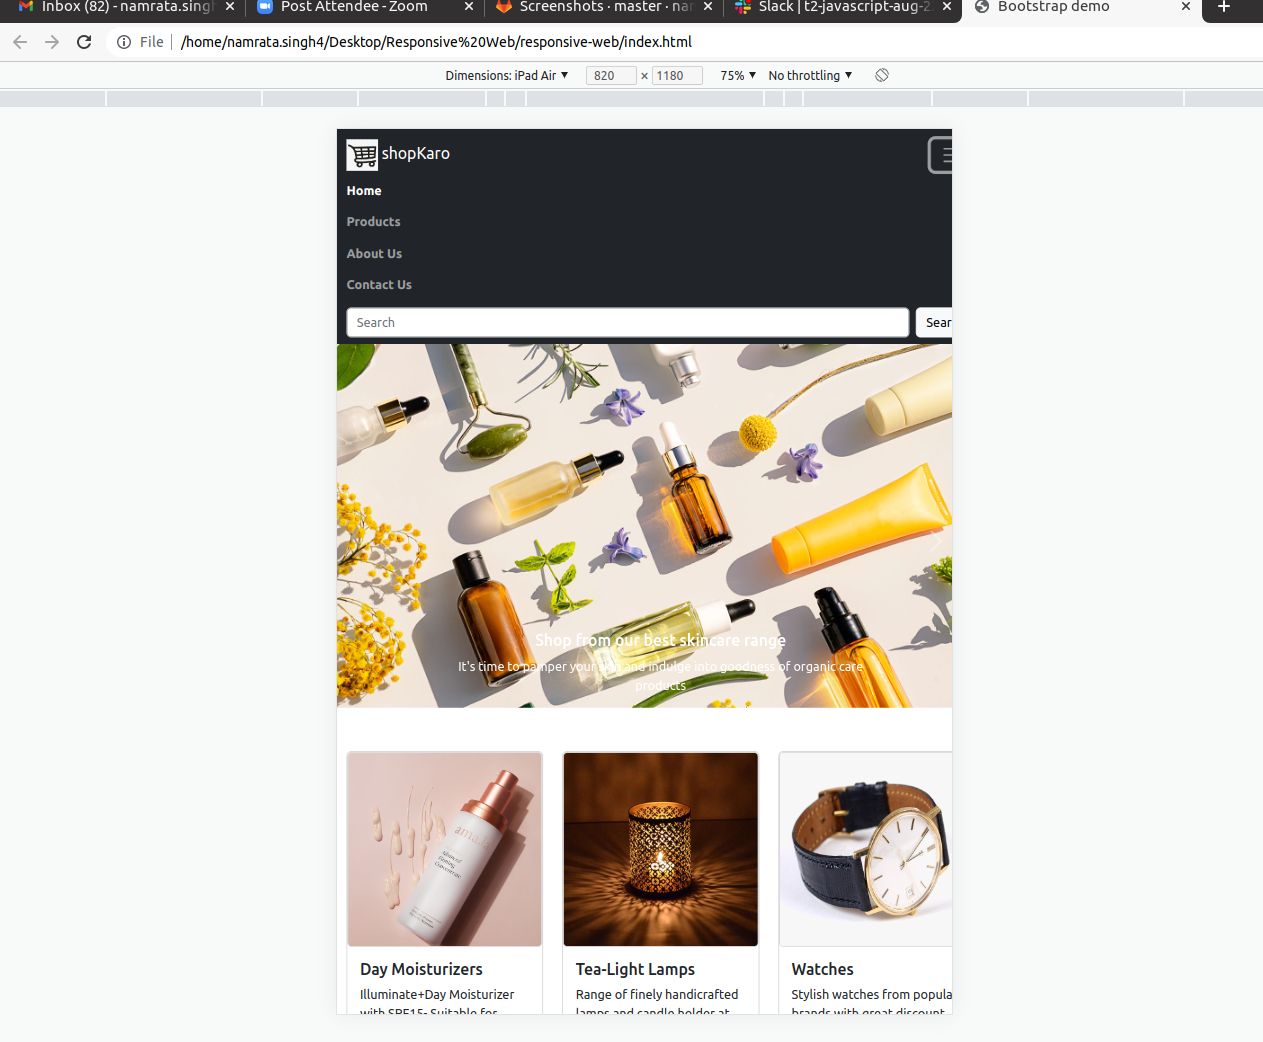 Inbox (82) - namrata.singh
Post Attendee - Zoom
Screenshots · master · nam
Slack | t2-javascript-aug-2
Bootstrap demo
File /home/namrata.singh4/Desktop/Responsive%20Web/responsive-web/index.html
Dimensions: iPad Air 820 × 1180 75% No throttling
shopKaro
Home
Products
About Us
Contact Us
Search Sear
Shop from our best skincare range
It's time to pamper your skin and indulge into goodness of organic care
products
Day Moisturizers
Illuminate+Day Moisturizer
with SPF15- Suitable for
Tea-Light Lamps
Range of finely handicrafted
lamps and candle holder at
Watches
Stylish watches from popula
brands with great discount